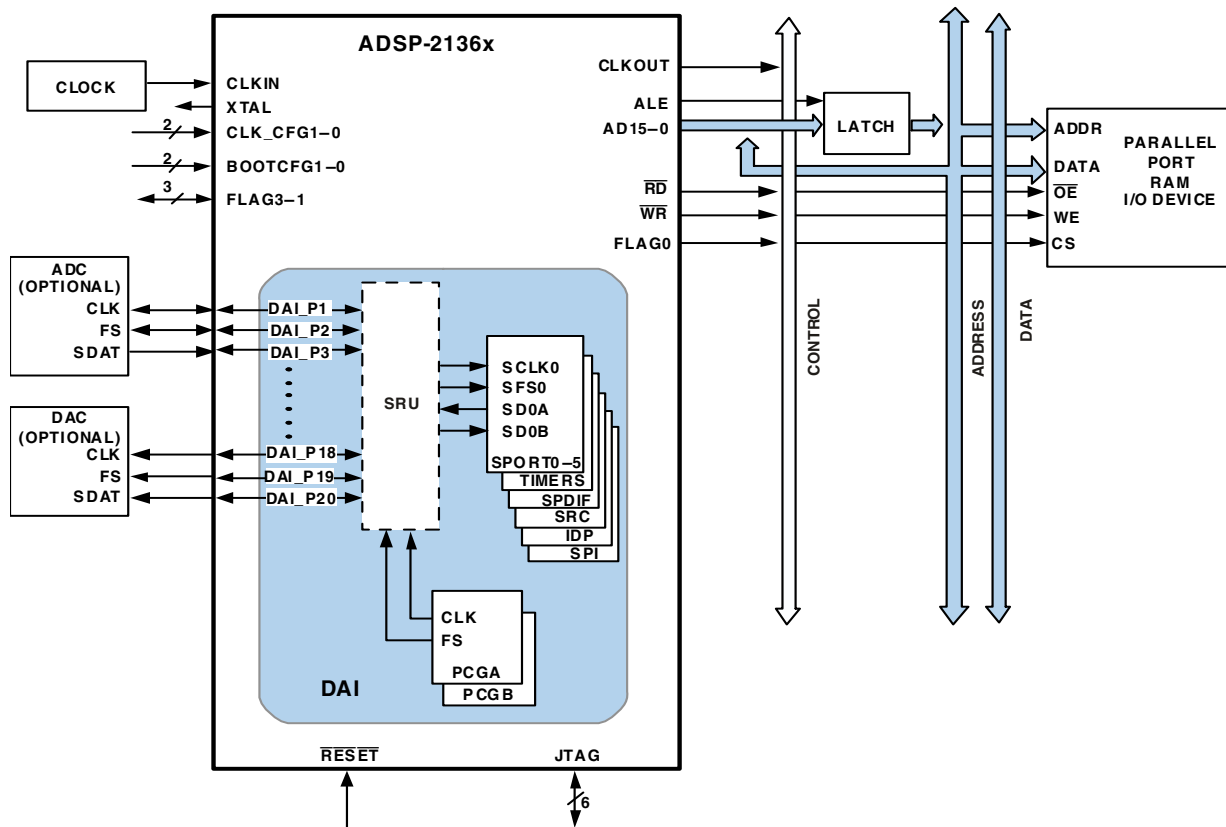 ADSP-2136x
CLOCK
CLKIN
XTAL
2
CLK_CFG1–0
2
BOOTCFG1–0
3
FLAG3–1
CLKOUT
ALE
AD15–0
RD
WR
FLAG0
LATCH
ADDR
DATA
OE
WE
CS
PARALLEL
PORT
RAM
I/O DEVICE
CONTROL
ADDRESS
DATA
ADC
(OPTIONAL)
CLK
FS
SDAT
DAC
(OPTIONAL)
CLK
FS
SDAT
DAI_P1
DAI_P2
DAI_P3
DAI_P18
DAI_P19
DAI_P20
SRU
SCLK0
SFS0
SD0A
SD0B
SPORT0–5
TIMERS
SPDIF
SRC
IDP
SPI
CLK
FS
PCGA
PCGB
DAI
RESET
JTAG
6